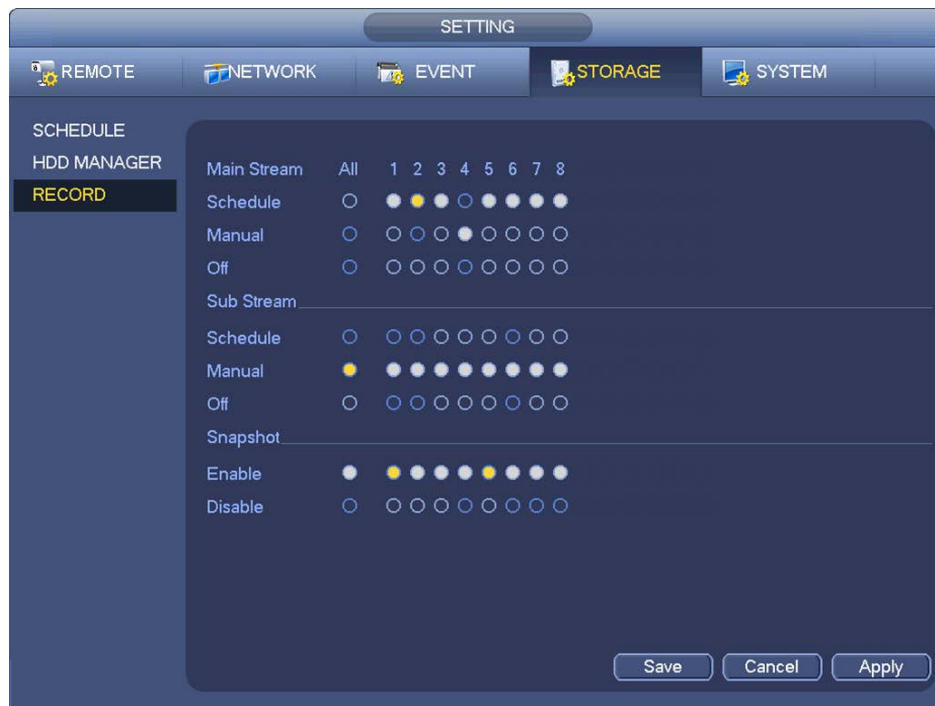 SETTING
REMOTE NETWORK EVENT STORAGE SYSTEM
SCHEDULE
HDD MANAGER
RECORD
Main Stream All 1 2 3 4 5 6 7 8
Schedule
Manual
Off
Sub Stream
Schedule
Manual
Off
Snapshot
Enable
Disable
Save Cancel Apply